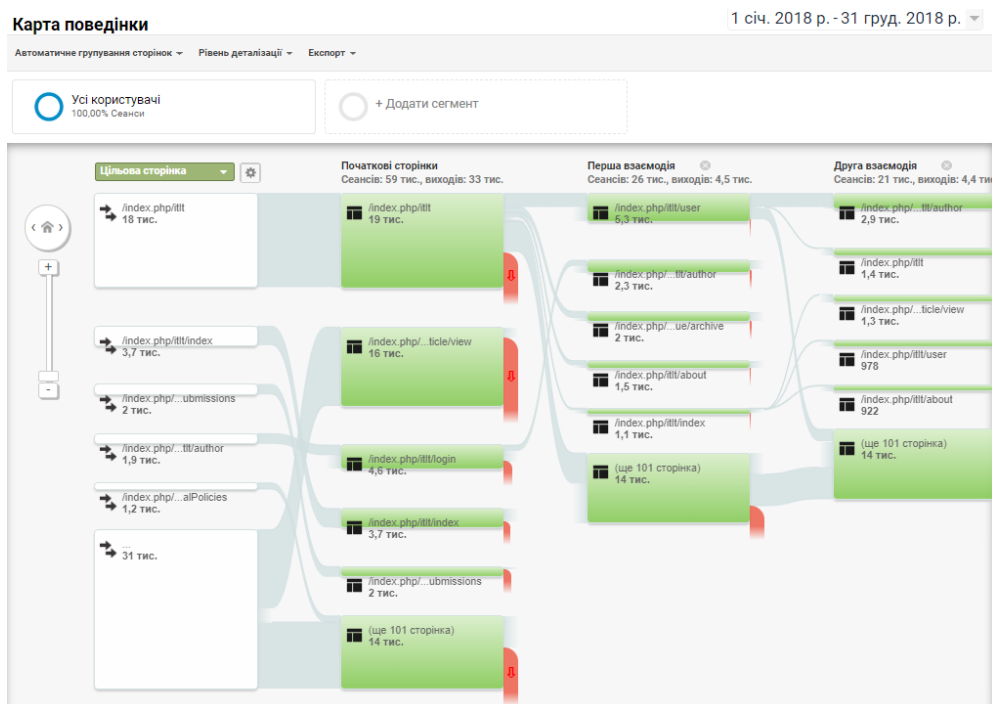 Карта поведінки
1 січ. 2018 р. - 31 груд. 2018 р.
Автоматичне групування сторінок
Рівень деталізації
Експорт
Усі користувачі
100,00% Сеанси
+ Додати сегмент
Цільова сторінка
/index.php/itlt
18 тис.
/index.php/itlt/index
3,7 тис.
/index.php/...ubmissions
2 тис.
/index.php/...tlt/author
1,9 тис.
/index.php/...alPolicies
1,2 тис.
...
31 тис.
Початкові сторінки
Сеансів: 59 тис., виходів: 33 тис.
/index.php/itlt
19 тис.
/index.php/...ticle/view
16 тис.
/index.php/itlt/login
4,6 тис.
/index.php/itlt/index
3,7 тис.
/index.php/...ubmissions
2 тис.
(ще 101 сторінка)
14 тис.
Перша взаємодія
Сеансів: 26 тис., виходів: 4,5 тис.
/index.php/itlt/user
5,3 тис.
/index.php/...tlt/author
2,3 тис.
/index.php/...ue/archive
2 тис.
/index.php/itlt/about
1,5 тис.
/index.php/itlt/index
1,1 тис.
(ще 101 сторінка)
14 тис.
Друга взаємодія
Сеансів: 21 тис., виходів: 4,4 тис
/index.php/...tlt/author
2,9 тис.
/index.php/itlt
1,4 тис.
/index.php/...ticle/view
1,3 тис.
/index.php/itlt/user
978
/index.php/itlt/about
922
(ще 101 сторінка)
14 тис.